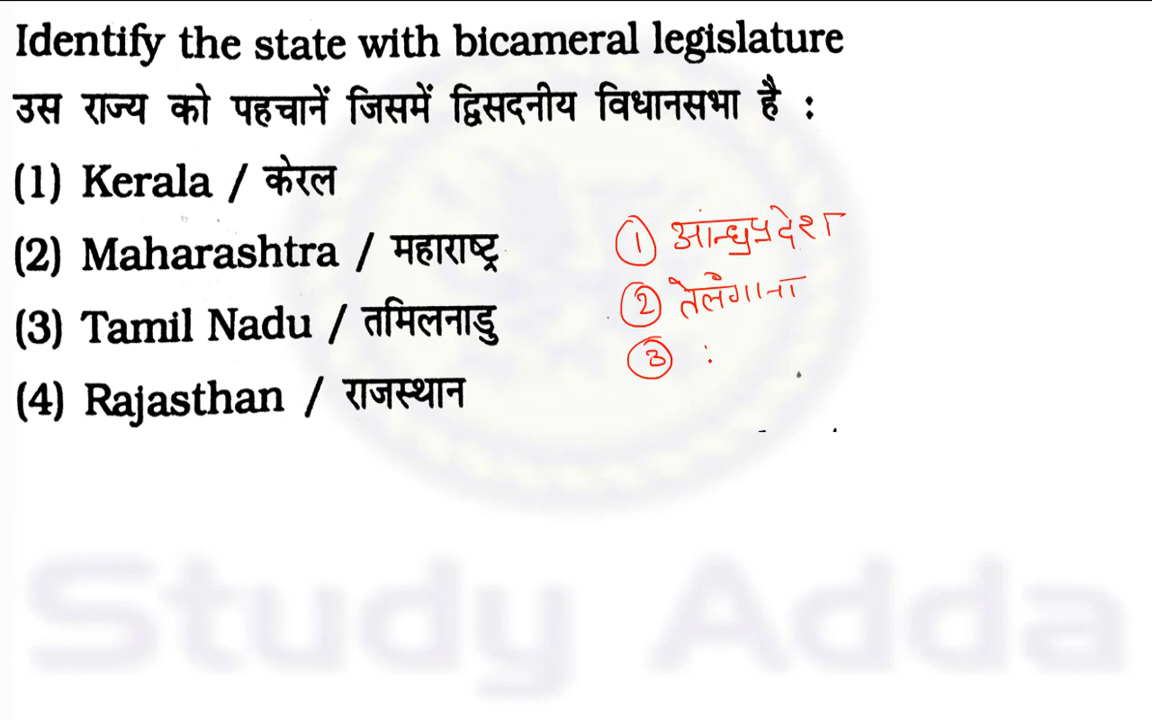 Identify the state with bicameral legislature
उस राज्य को पहचानें जिसमें द्विसदनीय विधानसभा है :
(1) Kerala / केरल
(2) Maharashtra / महाराष्ट्र
(3) Tamil Nadu / तमिलनाडु
(4) Rajasthan / राजस्थान
① आन्ध्रप्रदेश
② तेलंगाना
③ :
Study Adda